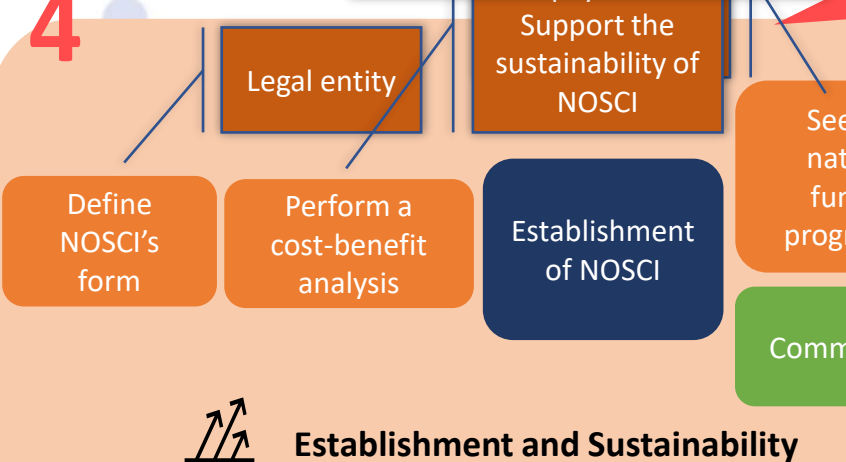 4
Support the
sustainability of
NOSCI
Legal entity
Define
NOSCI's
form
Perform a
cost-benefit
analysis
Establishment
of NOSCI
Establishment and Sustainability